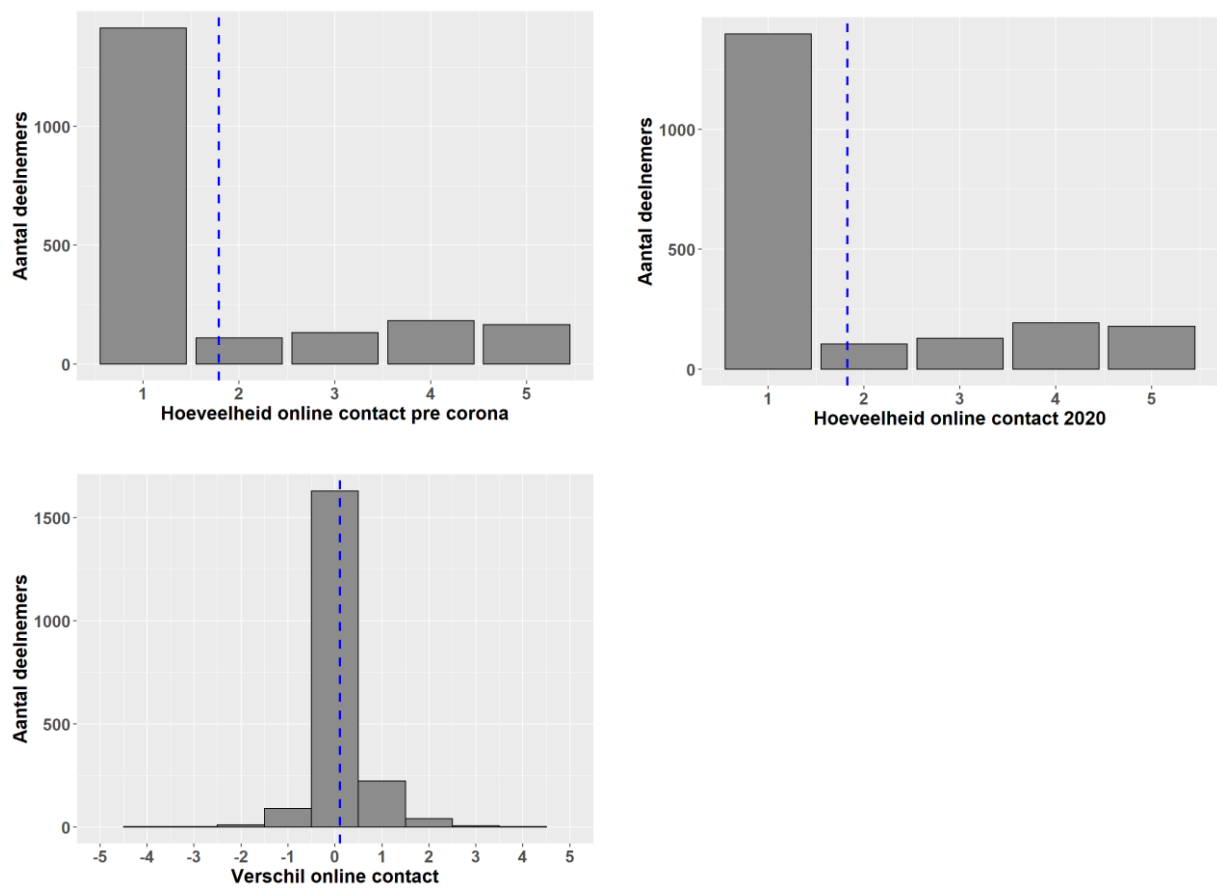 Aantal deelnemers
1000
500
0
1 2 3 4 5
Hoeveelheid online contact pre corona
Aantal deelnemers
1000
500
0
1 2 3 4 5
Hoeveelheid online contact 2020
Aantal deelnemers
1500
1000
500
0
-5 -4 -3 -2 -1 0 1 2 3 4 5
Verschil online contact